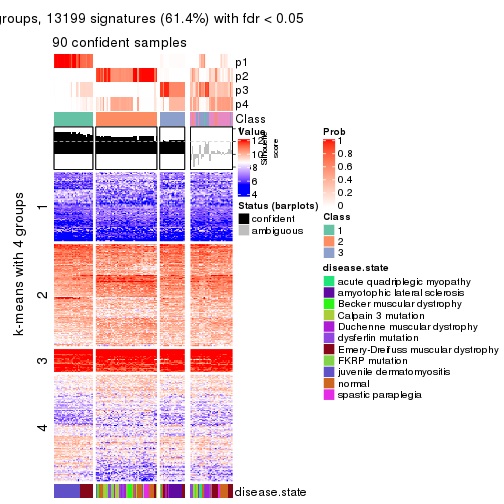 groups, 13199 signatures (61.4%) with fdr < 0.05
90 confident samples
p1
p2
p3
p4
Class
Value
12
10
8
6
4
Silhouette
score
Prob
1
0.8
0.6
0.4
0.2
0
Status (barplots)
confident
ambiguous
Class
1
2
3
disease.state
acute quadriplegic myopathy
amyotophic lateral sclerosis
Becker muscular dystrophy
Calpain 3 mutation
Duchenne muscular dystrophy
dysferlin mutation
Emery-Dreifuss muscular dystrophy
FKRP mutation
juvenile dermatomyositis
normal
spastic paraplegia
k-means with 4 groups
1
2
3
4
disease.state